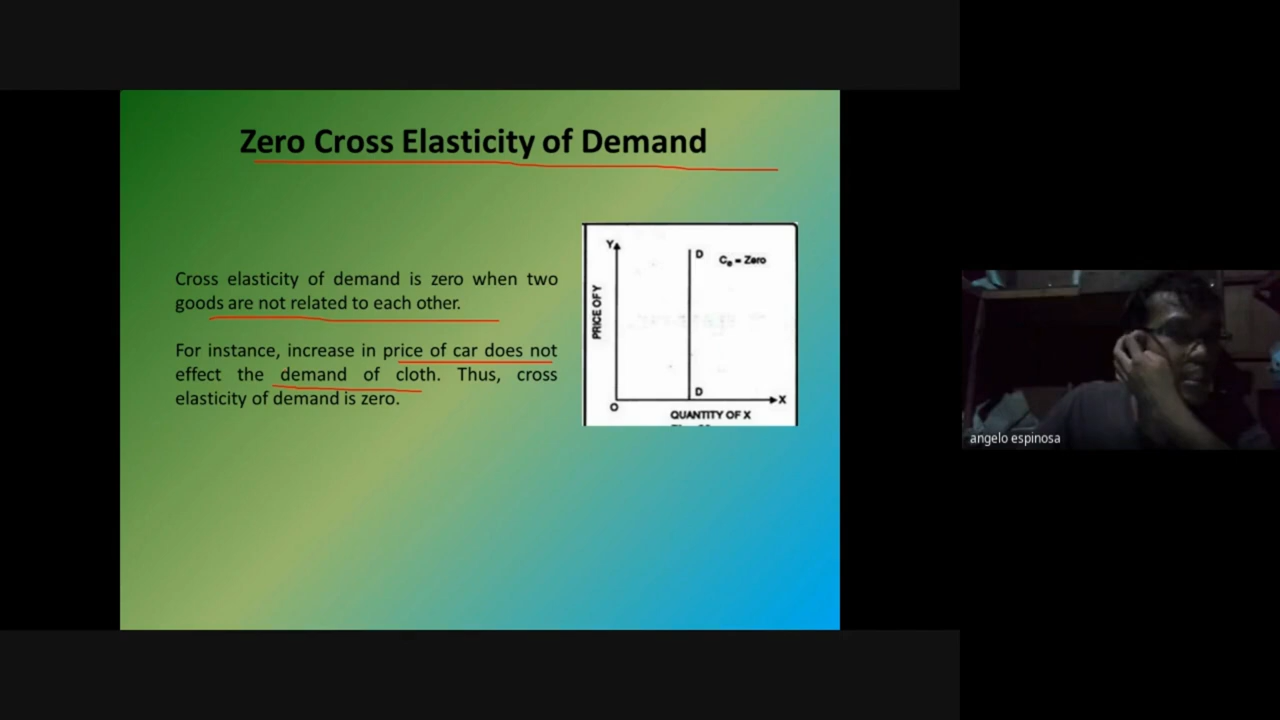 Zero Cross Elasticity of Demand
Cross elasticity of demand is zero when two
goods are not related to each other.
For instance, increase in price of car does not
effect the demand of cloth. Thus, cross
elasticity of demand is zero.
Y
D
Cₑ = Zero
PRICE OF Y
D
O
X
QUANTITY OF X
angelo espinosa